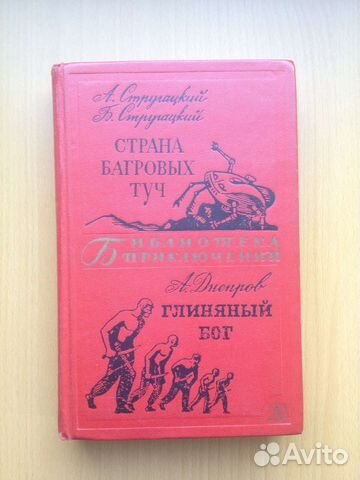 А. Стругацкий
Б. Стругацкий
СТРАНА
БАГРОВЫХ
ТУЧ
БИБЛИОТЕКА
ПРИКЛЮЧЕНИЙ
А. Днепров
ГЛИНЯНЫЙ
БОГ
Avito